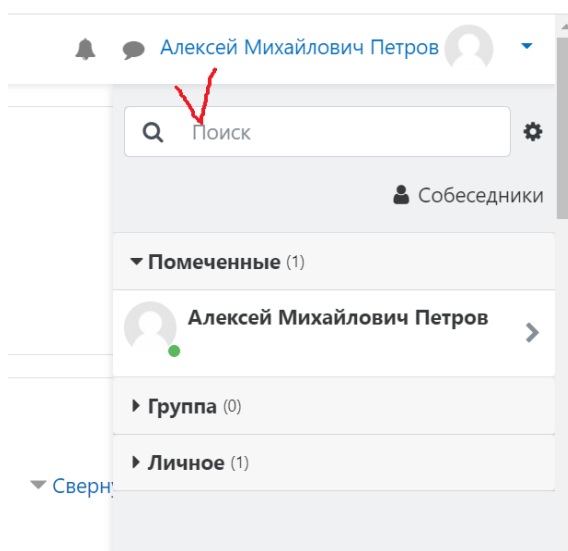 Алексей Михайлович Петров
Поиск
Собеседники
Помеченные (1)
Алексей Михайлович Петров
Группа (0)
Личное (1)
Сверну